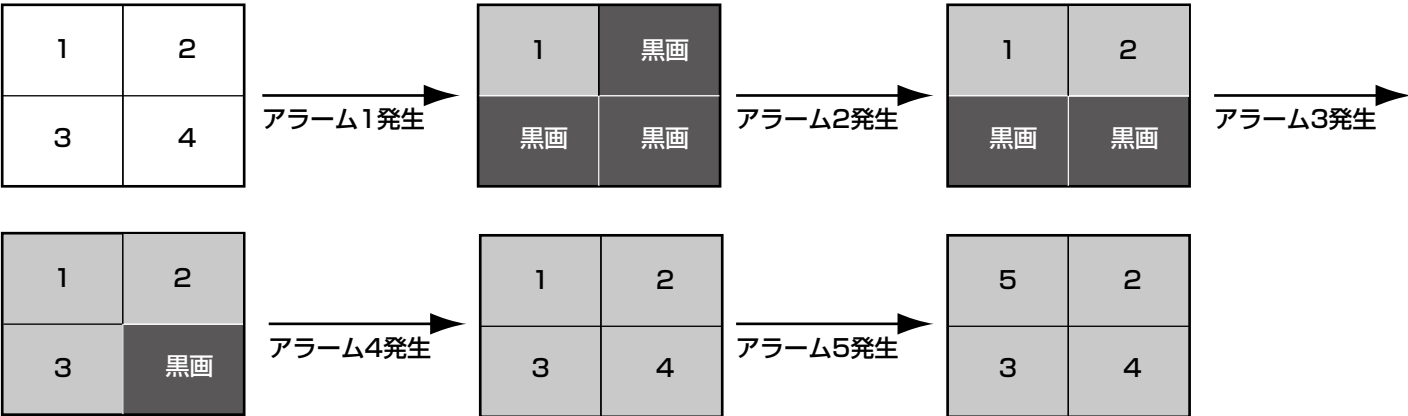 1 2
3 4
アラーム1発生
1 黒画
黒画 黒画
アラーム2発生
1 2
黒画 黒画
アラーム3発生
1 2
3 黒画
アラーム4発生
1 2
3 4
アラーム5発生
5 2
3 4